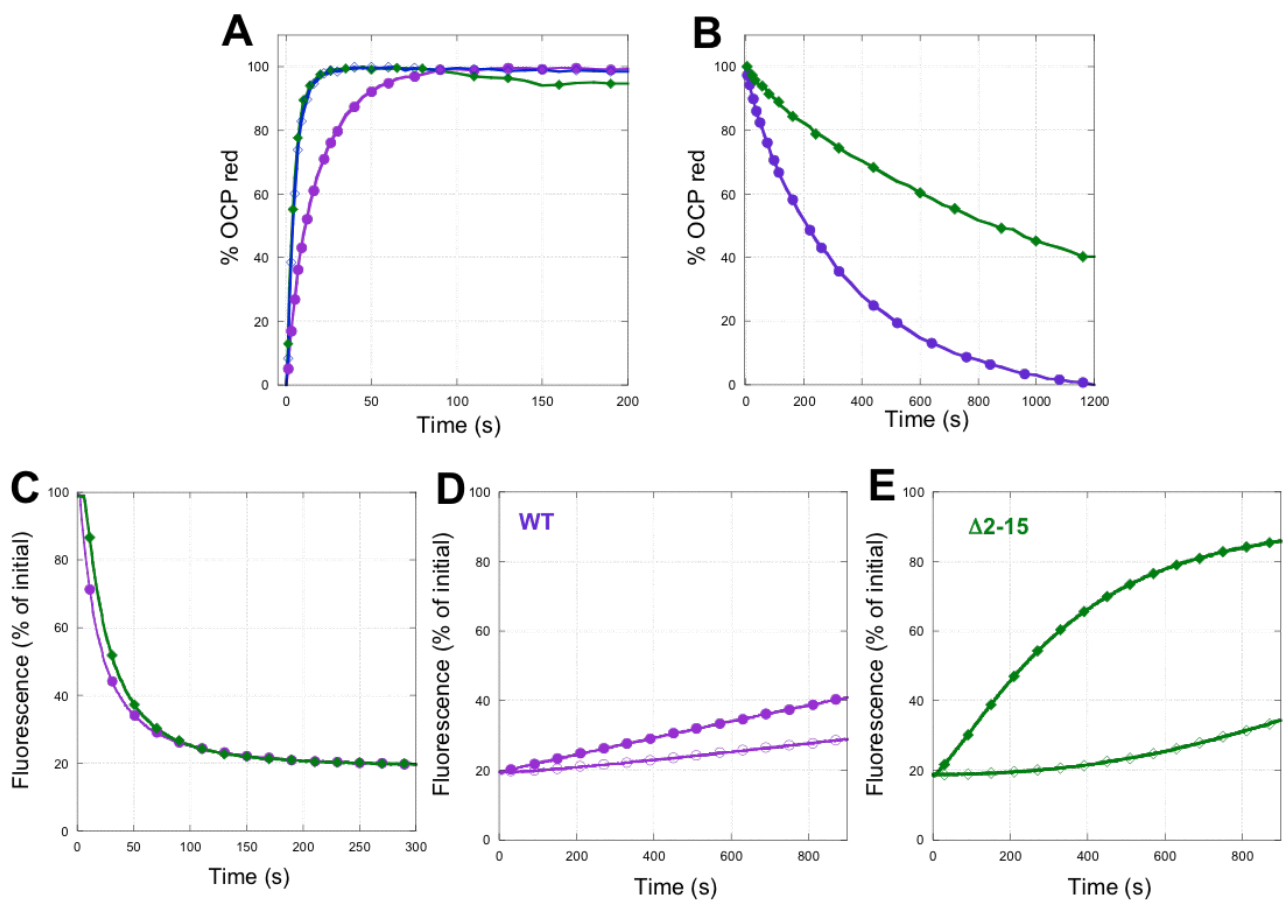 A
B
% OCP red
100
80
60
40
20
0
0 50 100 150 200
Time (s)
% OCP red
100
80
60
40
20
0
0 200 400 600 800 1000 1200
Time (s)
C
D
E
Fluorescence (% of initial)
100
80
60
40
20
0
0 50 100 150 200 250 300
Time (s)
Fluorescence (% of initial)
100
80
60
40
20
0
WT
0 200 400 600 800
Time (s)
Fluorescence (% of initial)
100
80
60
40
20
0
Δ2-15
0 200 400 600 800
Time (s)